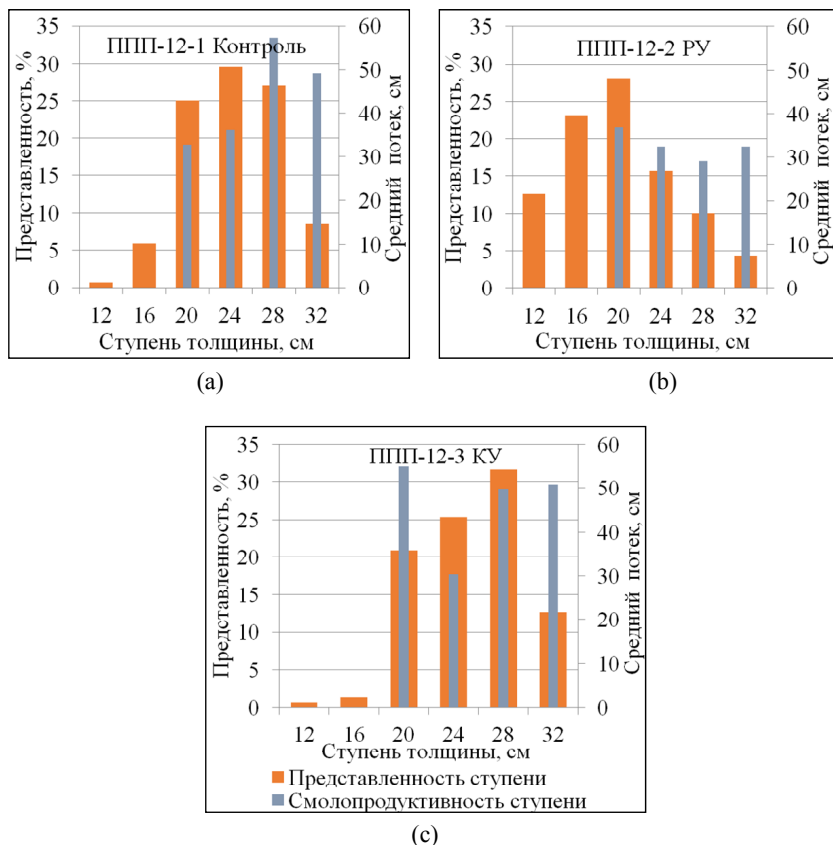 ППП-12-1 Контроль
Представленность, %
35
30
25
20
15
10
5
0
60
50
40
30
20
10
0
Средний потек, см
12 16 20 24 28 32
Ступень толщины, см
(a)
ППП-12-2 РУ
Представленность, %
35
30
25
20
15
10
5
0
60
50
40
30
20
10
0
Средний потек, см
12 16 20 24 28 32
Ступень толщины, см
(b)
ППП-12-3 КУ
Представленность, %
35
30
25
20
15
10
5
0
60
50
40
30
20
10
0
Средний потек, см
12 16 20 24 28 32
Ступень толщины, см
Представленность ступени
Смолопродуктивность ступени
(c)